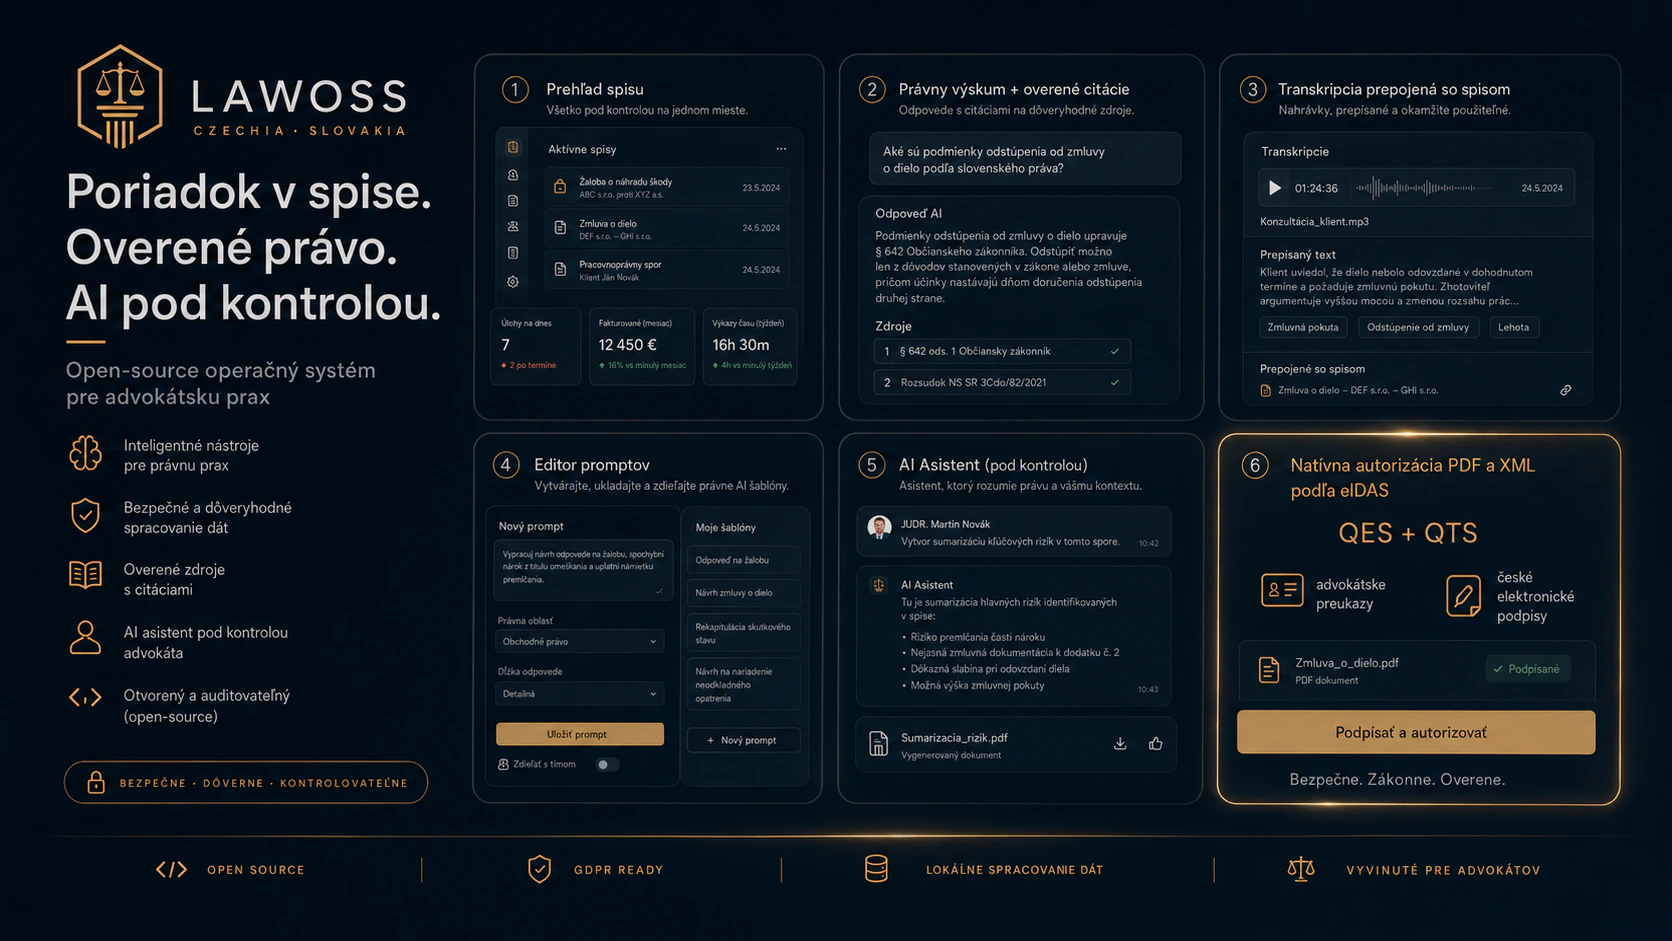 LAWOSS
CZECHIA · SLOVAKIA
Poriadok v spise.
Overené právo.
AI pod kontrolou.
Open-source operačný systém
pre advokátsku prax
Inteligentné nástroje
pre právnu prax
Bezpečné a dôveryhodné
spracovanie dát
Overené zdroje
s citáciami
AI asistent pod kontrolou
advokáta
Otvorený a auditovateľný
(open-source)
BEZPEČNE · DÔVERNE · KONTROLOVATEĽNE
1 Prehľad spisu
Všetko pod kontrolou na jednom mieste.
Aktívne spisy
Žaloba o náhradu škody
ABC s.r.o. proti XYZ a.s.
23.5.2024
Zmluva o dielo
DEF s.r.o. – GHI s.r.o.
24.5.2024
Pracovnoprávny spor
Klient Ján Novák
24.5.2024
Úlohy na dnes
7
2 po termíne
Fakturované (mesiac)
12 450 €
16% vs minulý mesiac
Výkazy času (týždeň)
16h 30m
4h vs minulý týždeň
2 Právny výskum + overené citácie
Odpovede s citáciami na dôveryhodné zdroje.
Aké sú podmienky odstúpenia od zmluvy
o dielo podľa slovenského práva?
Odpoveď AI
Podmienky odstúpenia od zmluvy o dielo upravuje
§ 642 Občianskeho zákonníka. Odstúpiť možno
len z dôvodov stanovených v zákone alebo zmluve,
pričom účinky nastávajú dňom doručenia odstúpenia
druhej strane.
Zdroje
1 § 642 ods. 1 Občiansky zákonník
2 Rozsudok NS SR 3Cdo/82/2021
3 Transkripcia prepojená so spisom
Nahrávky, prepísané a okamžite použiteľné.
Transkripcie
01:24:36
24.5.2024
Konzultácia_klient.mp3
Prepísaný text
Klient uviedol, že dielo nebolo odovzdané v dohodnutom
termíne a požaduje zmluvnú pokutu. Zhotoviteľ
argumentuje vyššou mocou a zmenou rozsahu prác...
Zmluvná pokuta
Odstúpenie od zmluvy
Lehota
Prepojené so spisom
Zmluva o dielo – DEF s.r.o. – GHI s.r.o.
4 Editor promptov
Vytvárajte, ukladajte a zdieľajte právne AI šablóny.
Nový prompt
Vypracuj návrh odpovede na žalobu, spochybni
nárok z titulu omeškania a uplatni námietku
premlčania.
Právna oblasť
Obchodné právo
Dĺžka odpovede
Detailná
Uložiť prompt
Zdieľať s tímom
Moje šablóny
Odpoveď na žalobu
Návrh zmluvy o dielo
Rekapitulácia skutkového
stavu
Návrh na nariadenie
neodkladného
opatrenia
+ Nový prompt
5 AI Asistent (pod kontrolou)
Asistent, ktorý rozumie právu a vášmu kontextu.
JUDR. Martin Novák
Vytvor sumarizáciu kľúčových rizík v tomto spore.
10:42
AI Asistent
Tu je sumarizácia hlavných rizík identifikovaných
v spise:
• Riziko premlčania časti nároku
• Nejasná zmluvná dokumentácia k dodatku č. 2
• Dôkazná slabina pri odovzdaní diela
• Možná výška zmluvnej pokuty
10:43
Sumarizacia_rizik.pdf
Vygenerovaný dokument
6 Natívna autorizácia PDF a XML
podľa eIDAS
QES + QTS
advokátske
preukazy
české
elektronické
podpisy
Zmluva_o_dielo.pdf
PDF dokument
Podpísané
Podpísať a autorizovať
Bezpečne. Zákonne. Overene.
OPEN SOURCE
GDPR READY
LOKÁLNE SPRACOVANIE DÁT
VYVINUTÉ PRE ADVOKÁTOV